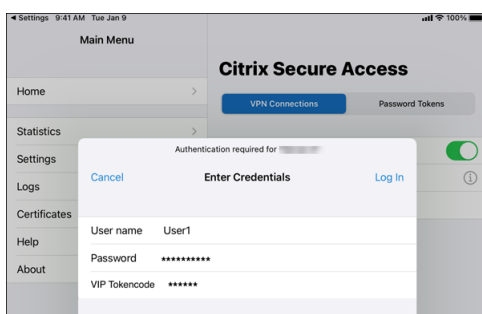 ◀ Settings 9:41 AM Tue Jan 9 100%
Main Menu
Citrix Secure Access
Home
VPN Connections Password Tokens
Statistics
Settings
Logs
Certificates
Help
About
Authentication required for
Cancel Enter Credentials Log In
User name User1
Password **********
VIP Tokencode ******